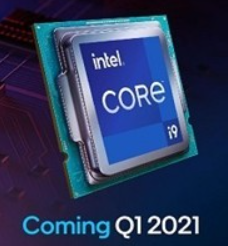 intel.
CORE
i9
Coming Q1 2021